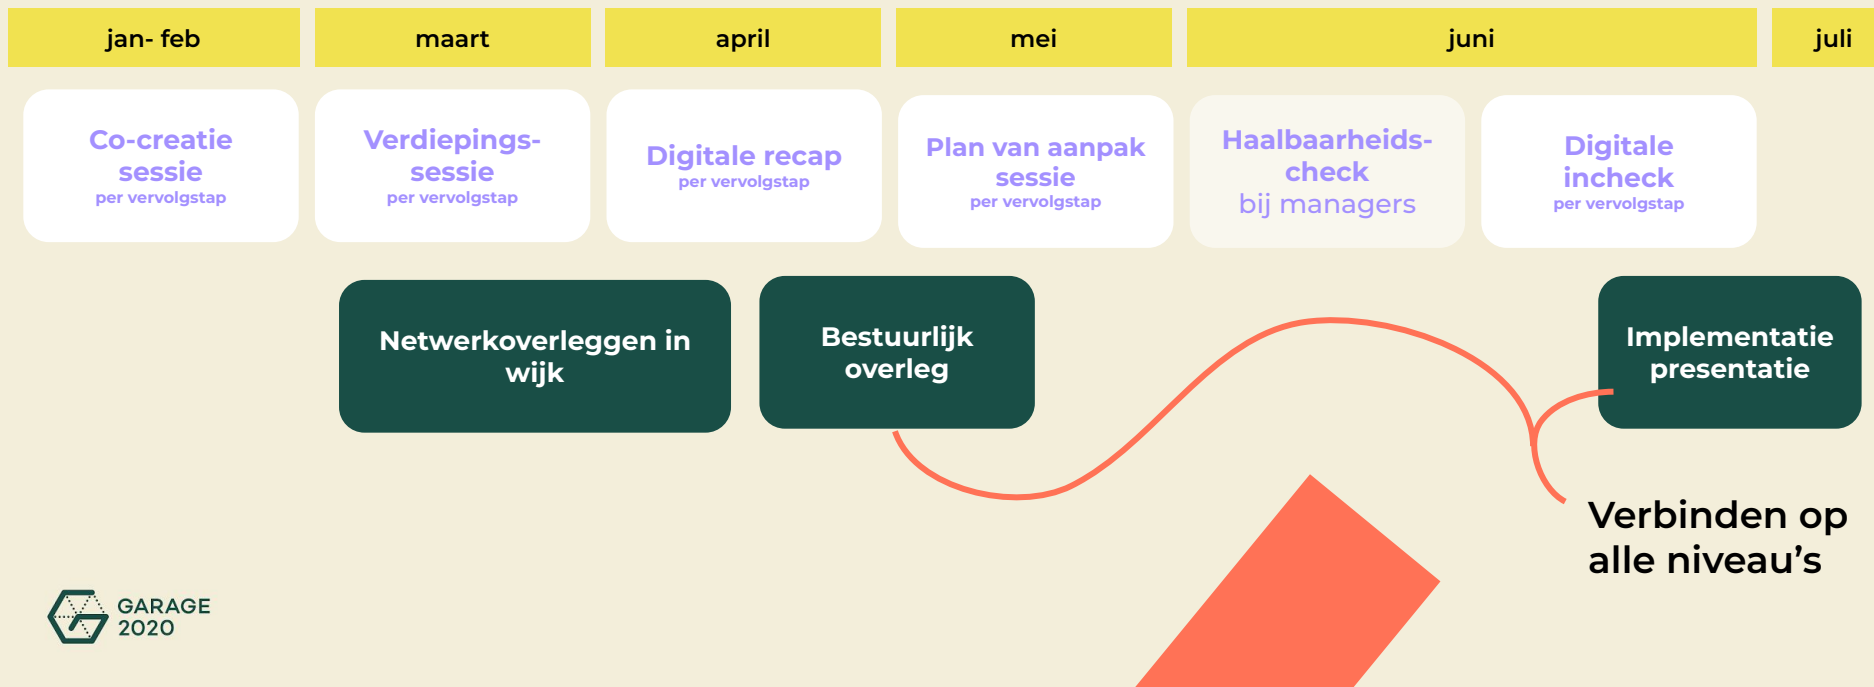 jan- feb
maart
april
mei
juni
juli
Co-creatie
sessie
per vervolgstap
Verdiepings-
sessie
per vervolgstap
Digitale recap
per vervolgstap
Plan van aanpak
sessie
per vervolgstap
Haalbaarheids-
check
bij managers
Digitale
incheck
per vervolgstap
Netwerkoverleggen in
wijk
Bestuurlijk
overleg
Implementatie
presentatie
Verbinden op
alle niveau’s
GARAGE
2020